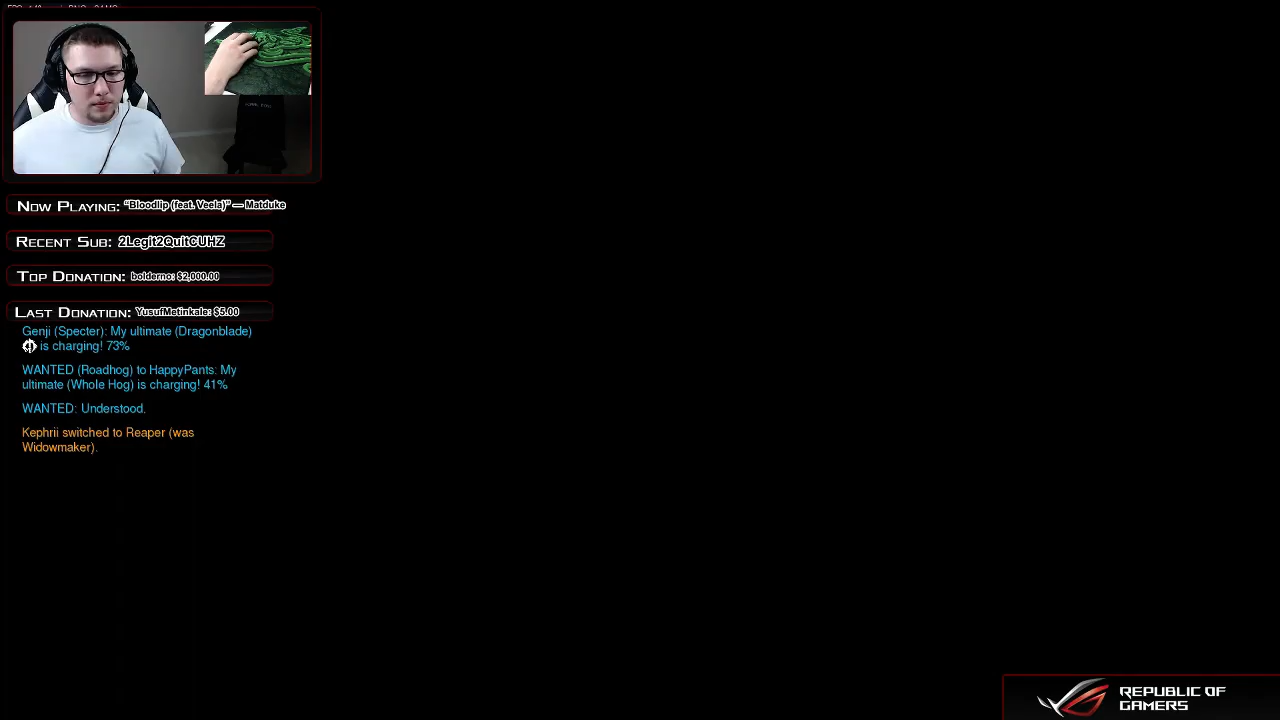 NOW PLAYING: "Bloodlip (feat. Veela)" — Matduke
RECENT SUB: 2Legit2QuitCUHZ
TOP DONATION: bolderno: $2,000.00
LAST DONATION: YusufMetinkale: $5.00
Genji (Specter): My ultimate (Dragonblade)
is charging! 73%
WANTED (Roadhog) to HappyPants: My
ultimate (Whole Hog) is charging! 41%
WANTED: Understood.
Kephrii switched to Reaper (was
Widowmaker).
REPUBLIC OF
GAMERS